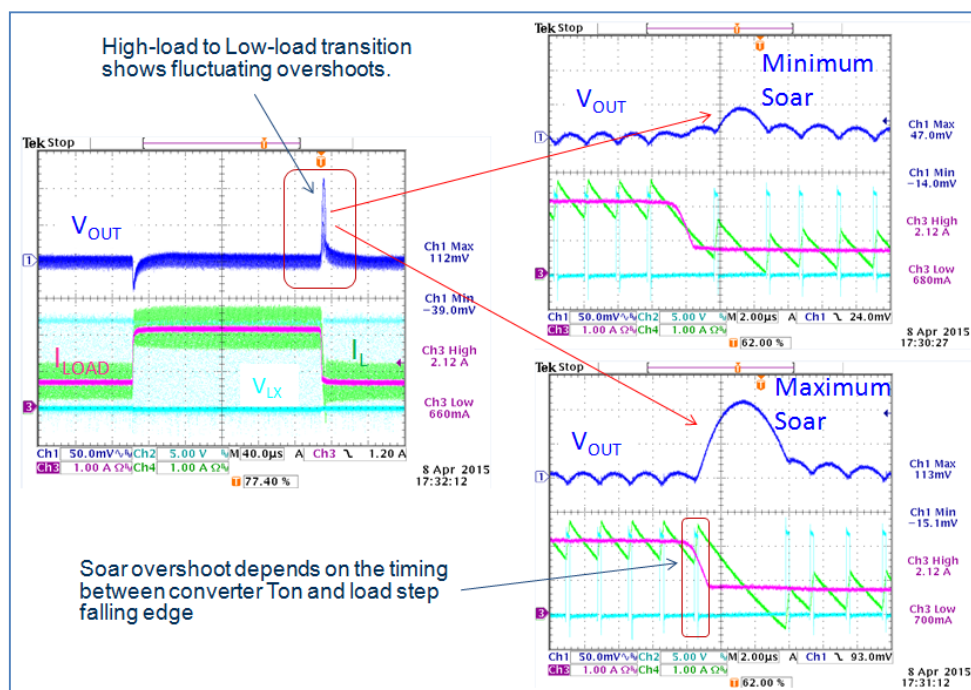 High-load to Low-load transition
shows fluctuating overshoots.
Tek Stop
T
T
VOUT
1
Ch1 Max
112mV
Ch1 Min
-39.0mV
Ch3 High
2.12 A
Ch3 Low
660mA
ILOAD
IL
VLX
3
Ch1 50.0mV Ch2 5.00 V M 40.0µs A Ch3 1.20 A
Ch3 1.00 A Ω Ch4 1.00 A Ω
8 Apr 2015
17:32:12
T 77.40 %
Tek Stop
T
T
Minimum
Soar
VOUT
1
Ch1 Max
47.0mV
Ch1 Min
-14.0mV
Ch3 High
2.12 A
Ch3 Low
680mA
3
Ch1 50.0mV Ch2 5.00 V M 2.00µs A Ch1 24.0mV
Ch3 1.00 A Ω Ch4 1.00 A Ω
8 Apr 2015
17:30:27
T 62.00 %
Tek Stop
T
T
Maximum
Soar
VOUT
1
Ch1 Max
113mV
Ch1 Min
-15.1mV
Ch3 High
2.12 A
Ch3 Low
700mA
3
Ch1 50.0mV Ch2 5.00 V M 2.00µs A Ch1 93.0mV
Ch3 1.00 A Ω Ch4 1.00 A Ω
8 Apr 2015
17:31:12
T 62.00 %
Soar overshoot depends on the timing
between converter Ton and load step
falling edge